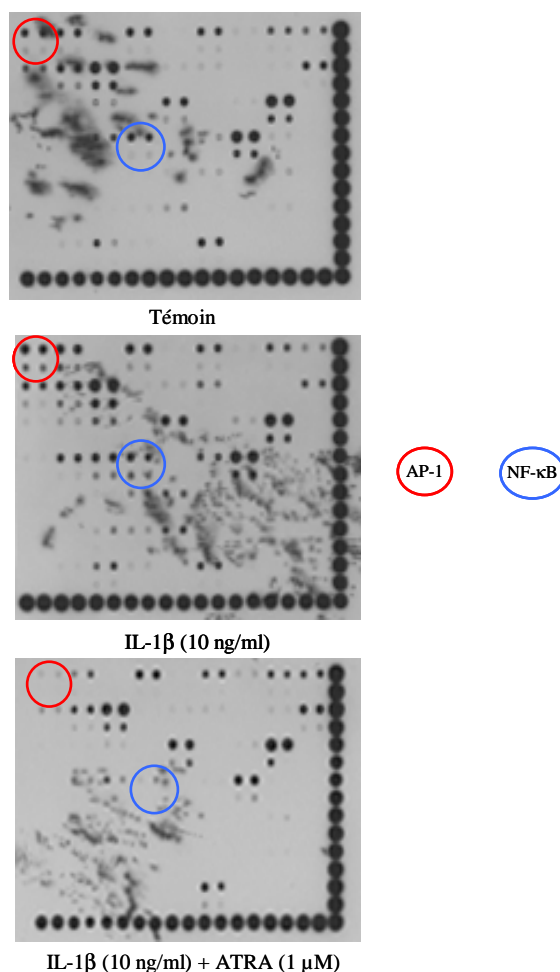 Témoin
AP-1
NF-κB
IL-1β (10 ng/ml)
IL-1β (10 ng/ml) + ATRA (1 µM)